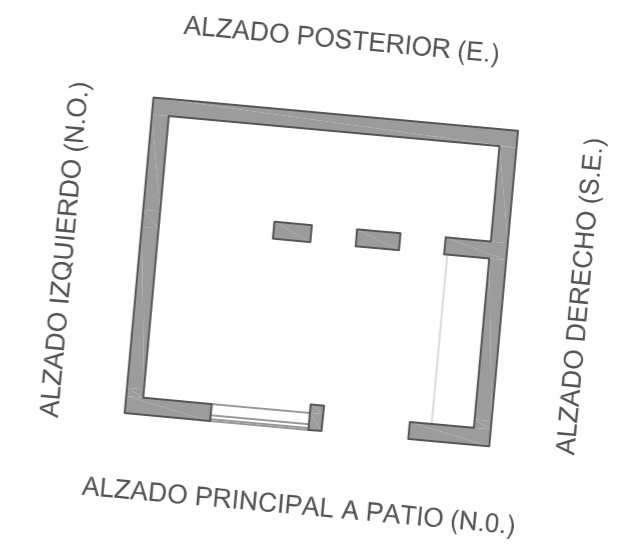 ALZADO POSTERIOR (E.)
ALZADO IZQUIERDO (N.O.)
ALZADO DERECHO (S.E.)
ALZADO PRINCIPAL A PATIO (N.0.)